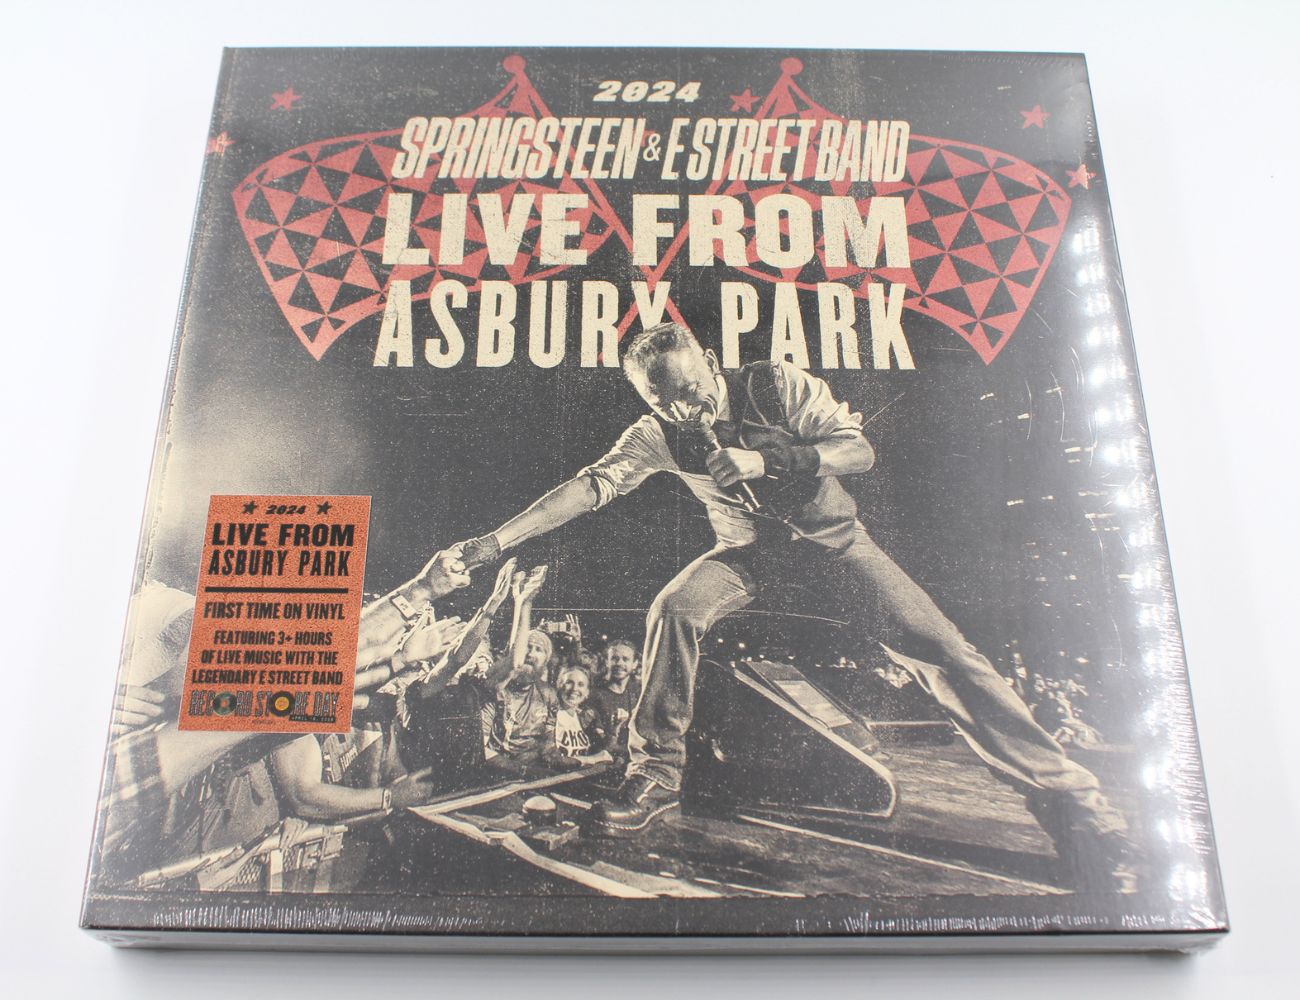 2024
SPRINGSTEEN & E STREET BAND
LIVE FROM
ASBURY PARK
2024
LIVE FROM
ASBURY PARK
FIRST TIME ON VINYL
FEATURING 3+ HOURS
OF LIVE MUSIC WITH THE
LEGENDARY E STREET BAND
RECORD STORE DAY